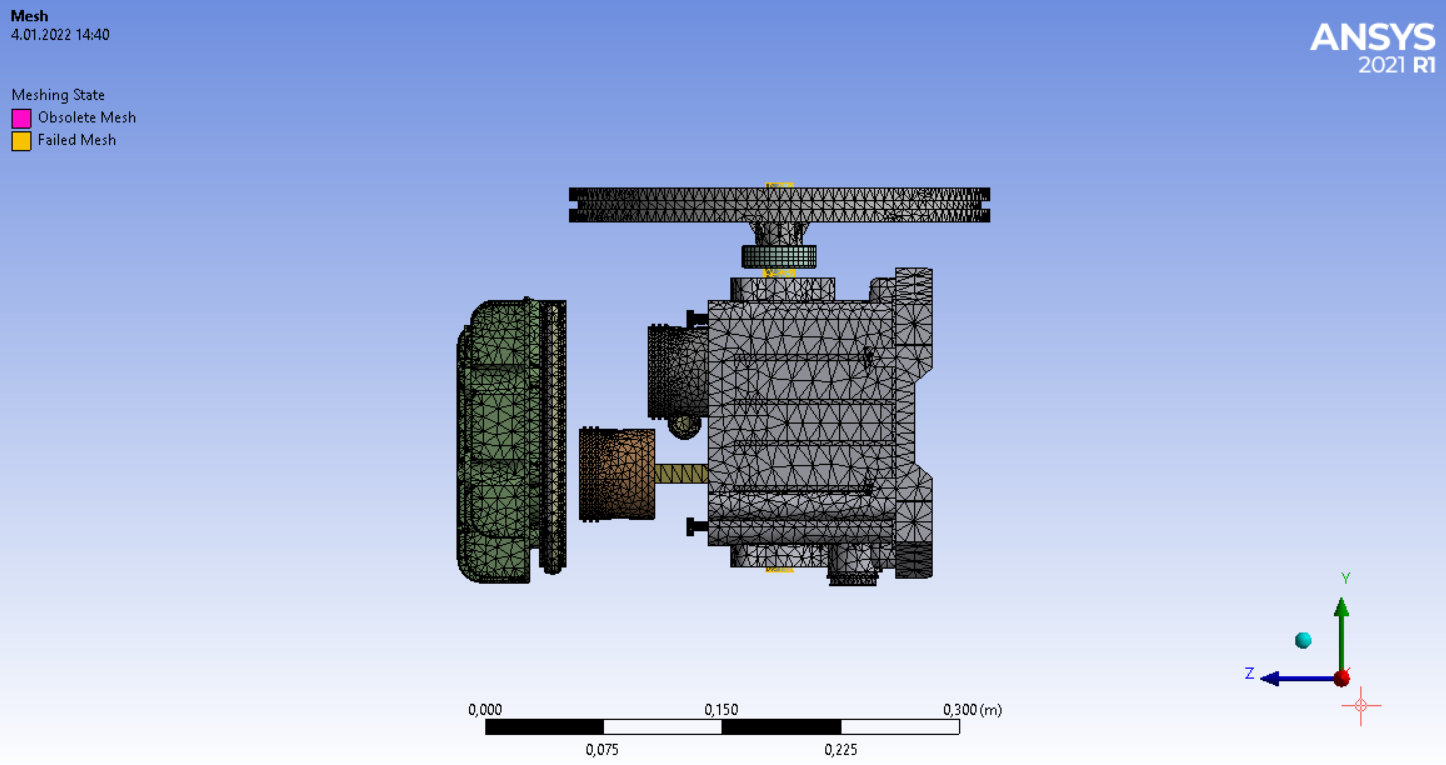 Mesh
4.01.2022 14:40
ANSYS
2021 R1
Meshing State
Obsolete Mesh
Failed Mesh
Y
Z
X
0,000 0,150 0,300 (m)
0,075 0,225